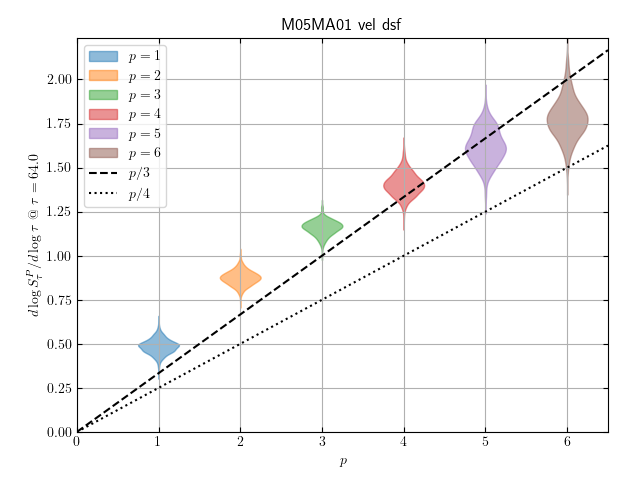 M05MA01 vel dsf
p = 1
p = 2
p = 3
p = 4
p = 5
p = 6
p/3
p/4
d log S_τ^P / d log τ @ τ = 64.0
2.00
1.75
1.50
1.25
1.00
0.75
0.50
0.25
0.00
0 1 2 3 4 5 6
p